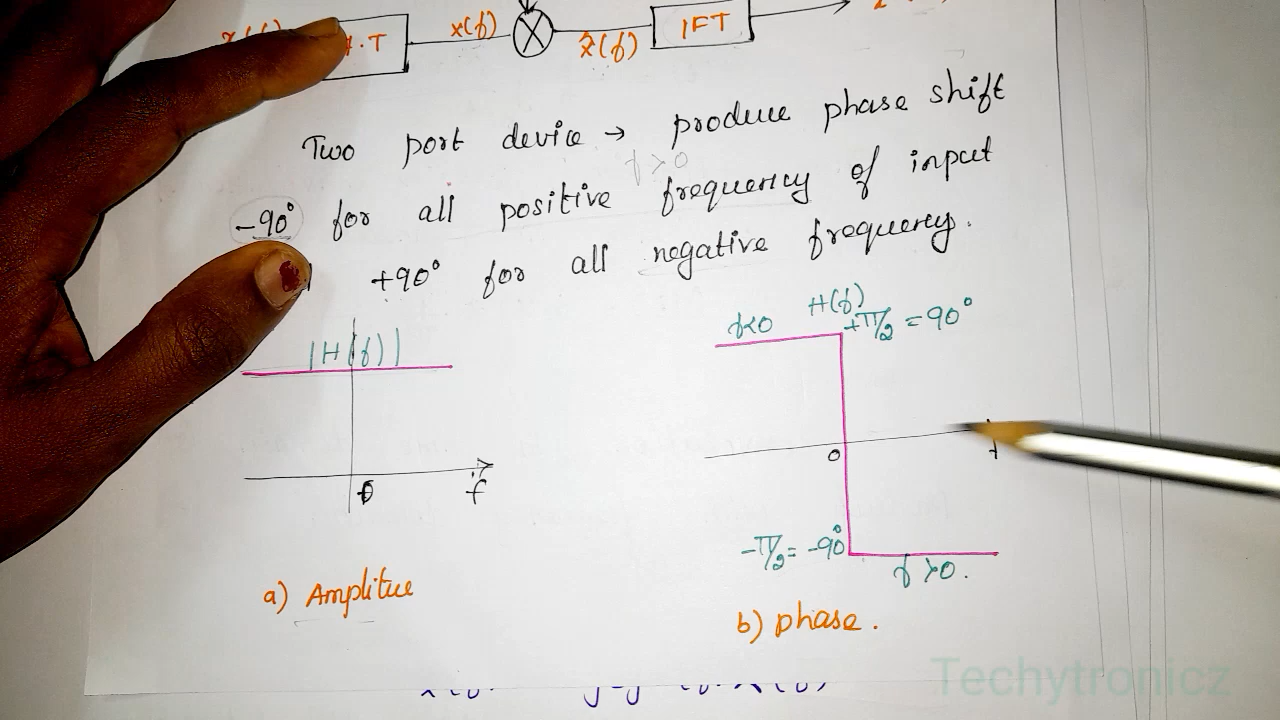 x(f) x̂(f) IFT
Two port device → produce phase shift
f>0
-90° for all positive frequency of input
+90° for all negative frequency.
|H(f)|
0
f
a) Amplitue
H(f)
f<0 +π/2 = 90°
0
-π/2 = -90°
f>0.
b) phase.
Techytronicz